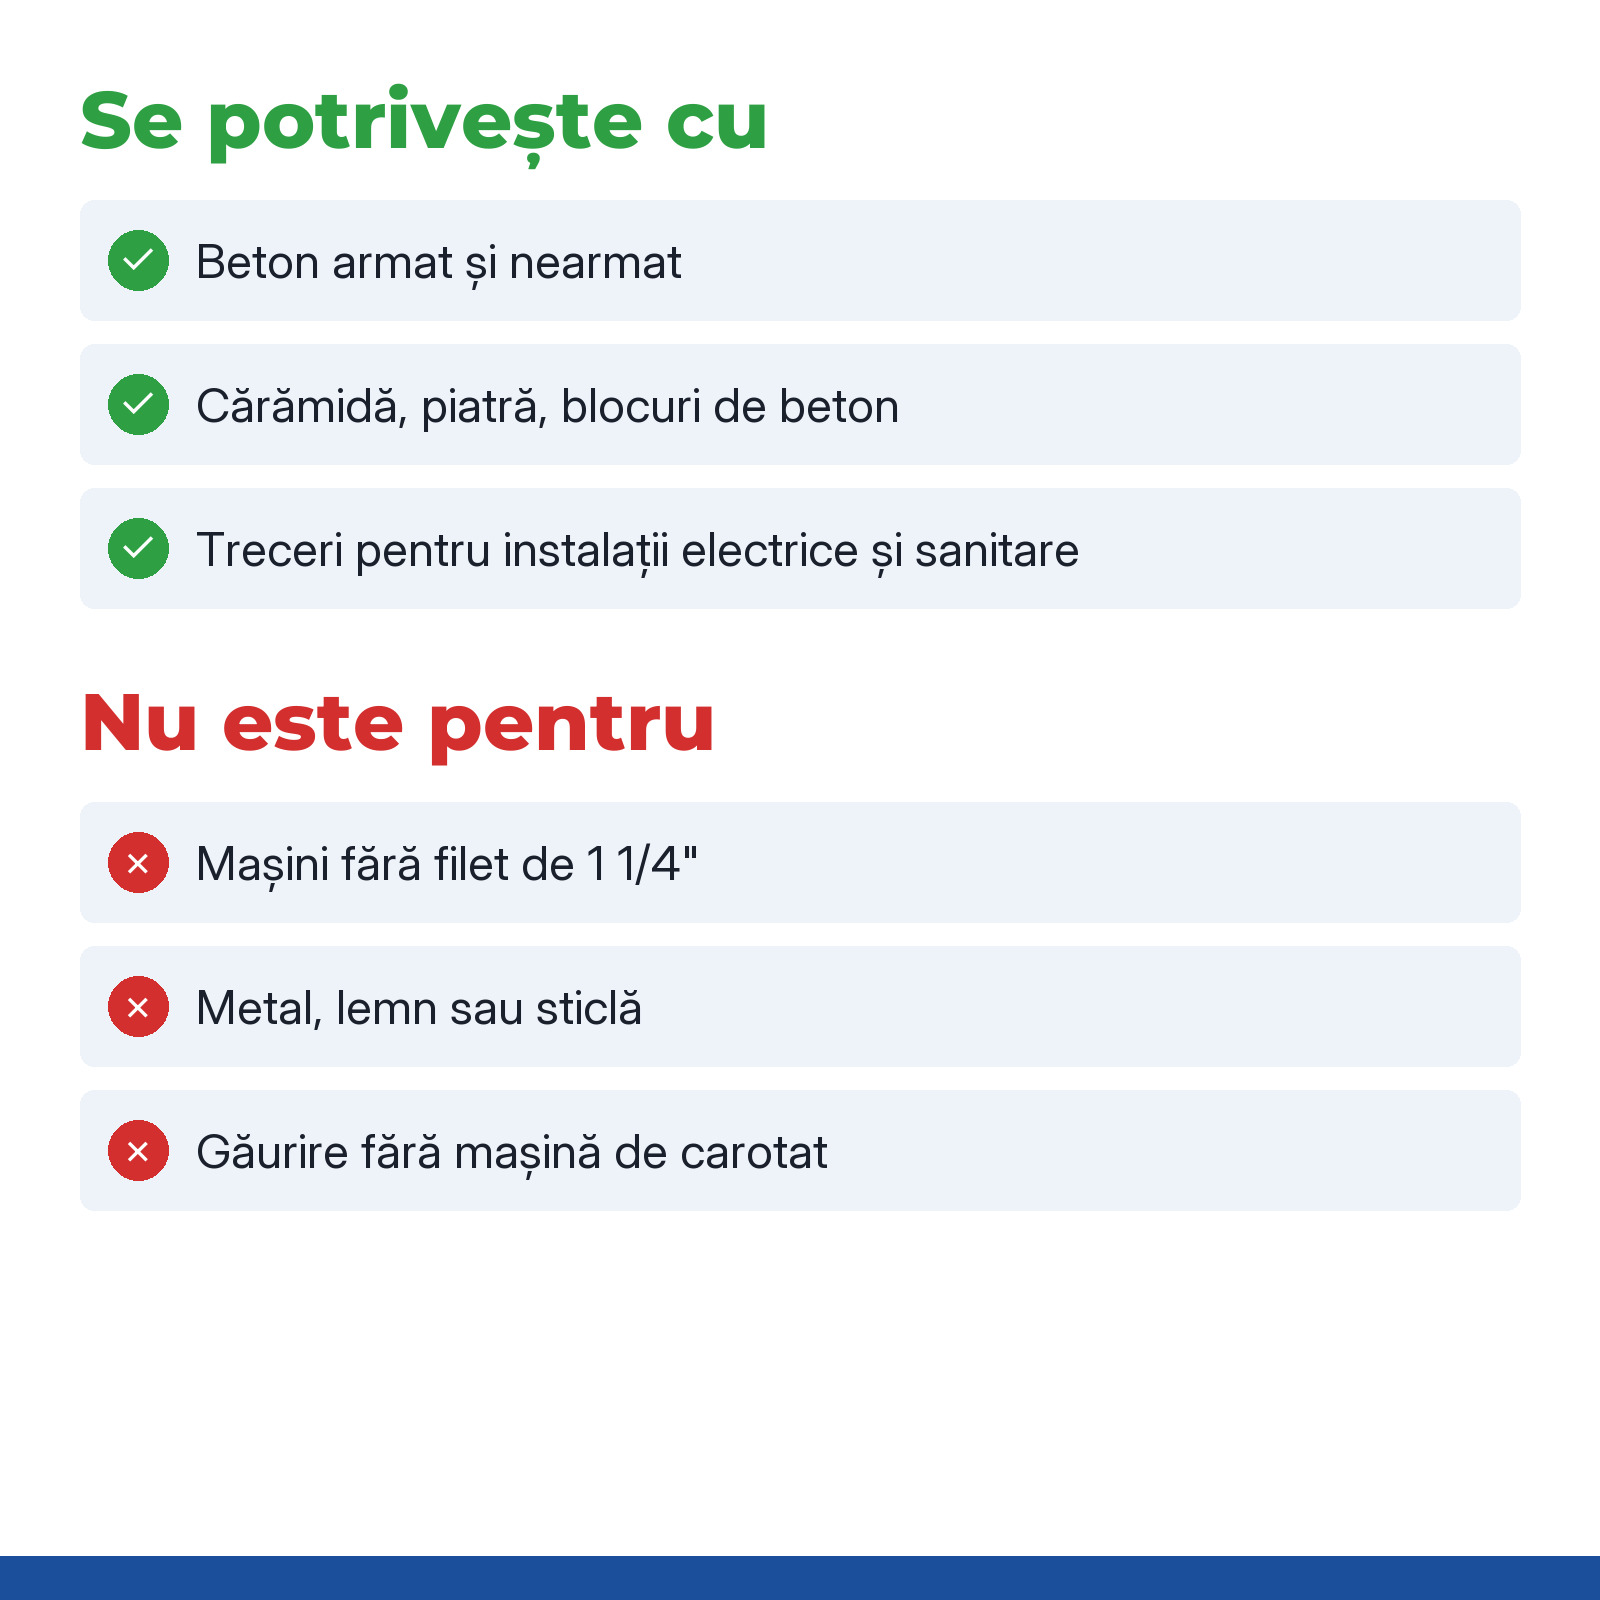 Se potrivește cu
Beton armat și nearmat
Cărămidă, piatră, blocuri de beton
Treceri pentru instalații electrice și sanitare
Nu este pentru
Mașini fără filet de 1 1/4"
Metal, lemn sau sticlă
Găurire fără mașină de carotat